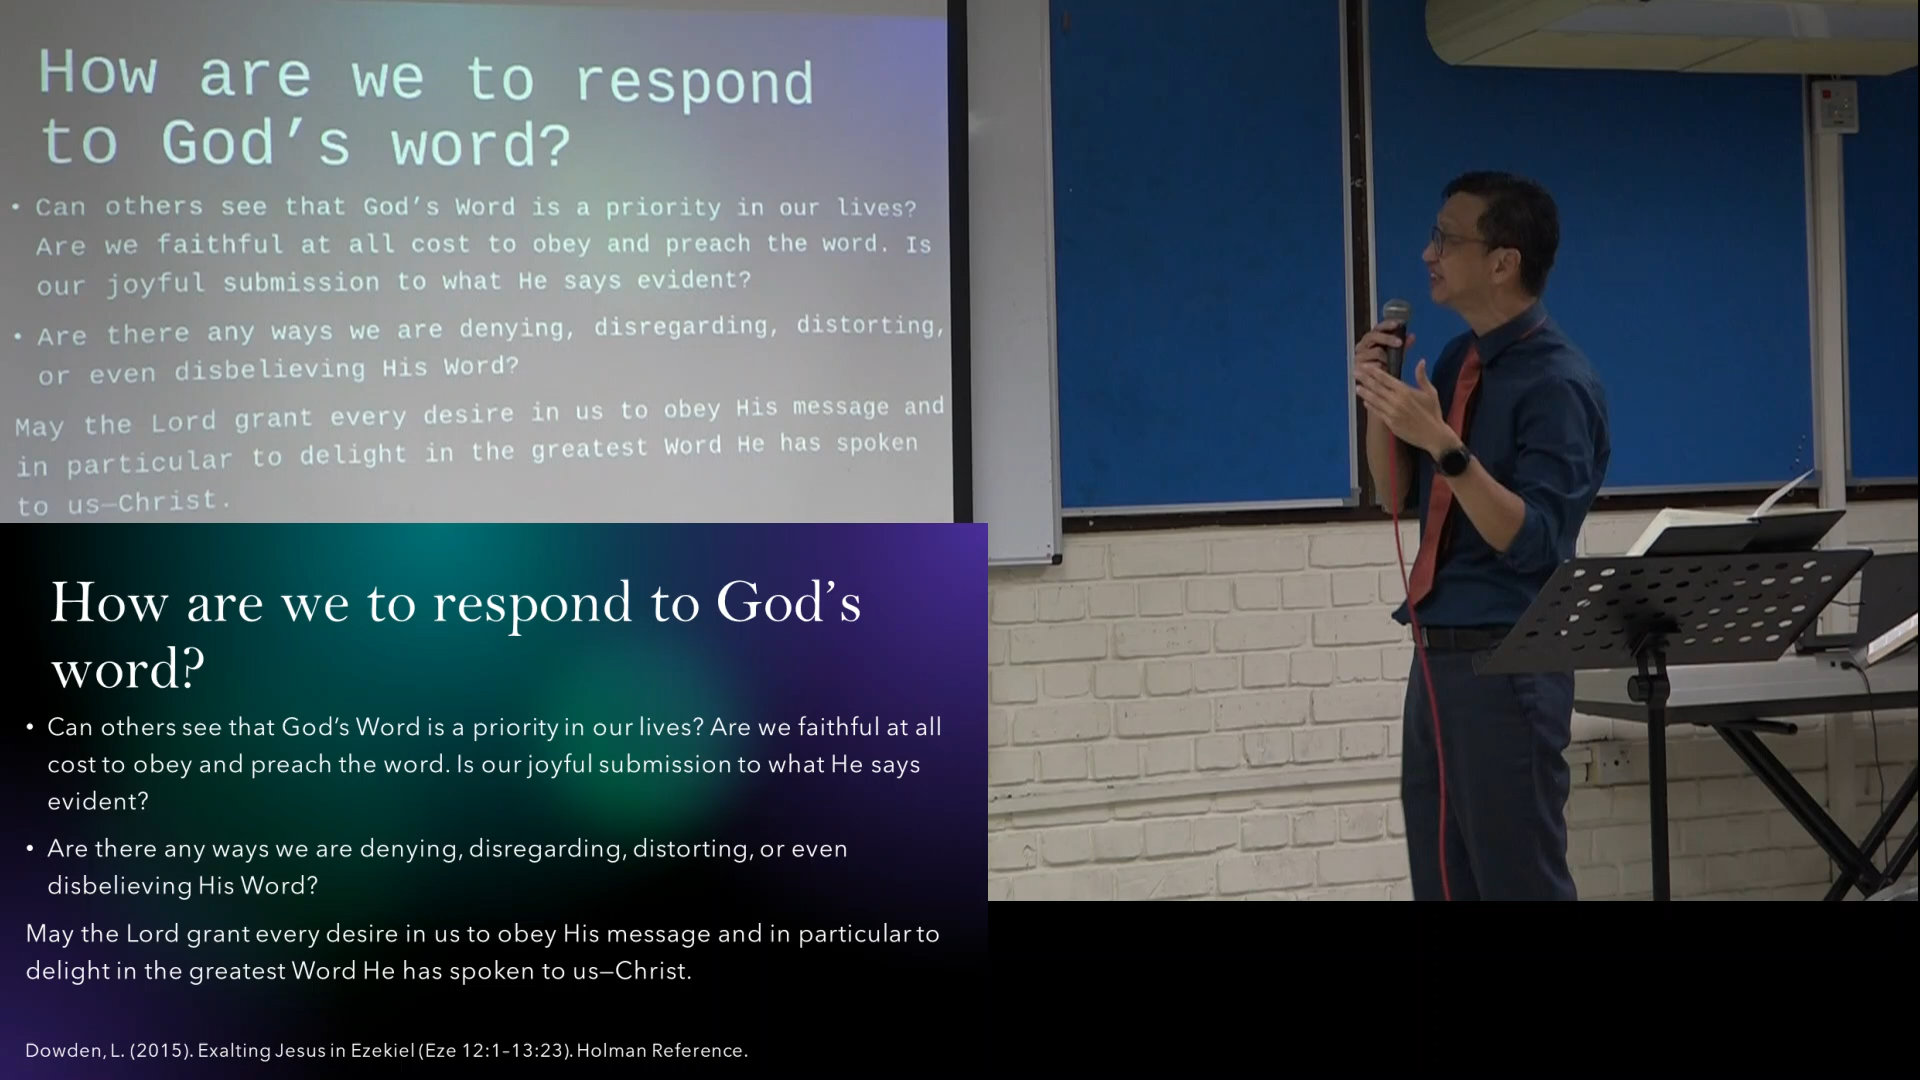 How are we to respond
to God's word?
• Can others see that God's Word is a priority in our lives?
Are we faithful at all cost to obey and preach the word. Is
our joyful submission to what He says evident?
• Are there any ways we are denying, disregarding, distorting,
or even disbelieving His Word?
May the Lord grant every desire in us to obey His message and
in particular to delight in the greatest Word He has spoken
to us—Christ.
How are we to respond to God’s
word?
• Can others see that God’s Word is a priority in our lives? Are we faithful at all
cost to obey and preach the word. Is our joyful submission to what He says
evident?
• Are there any ways we are denying, disregarding, distorting, or even
disbelieving His Word?
May the Lord grant every desire in us to obey His message and in particular to
delight in the greatest Word He has spoken to us—Christ.
Dowden, L. (2015). Exalting Jesus in Ezekiel (Eze 12:1–13:23). Holman Reference.